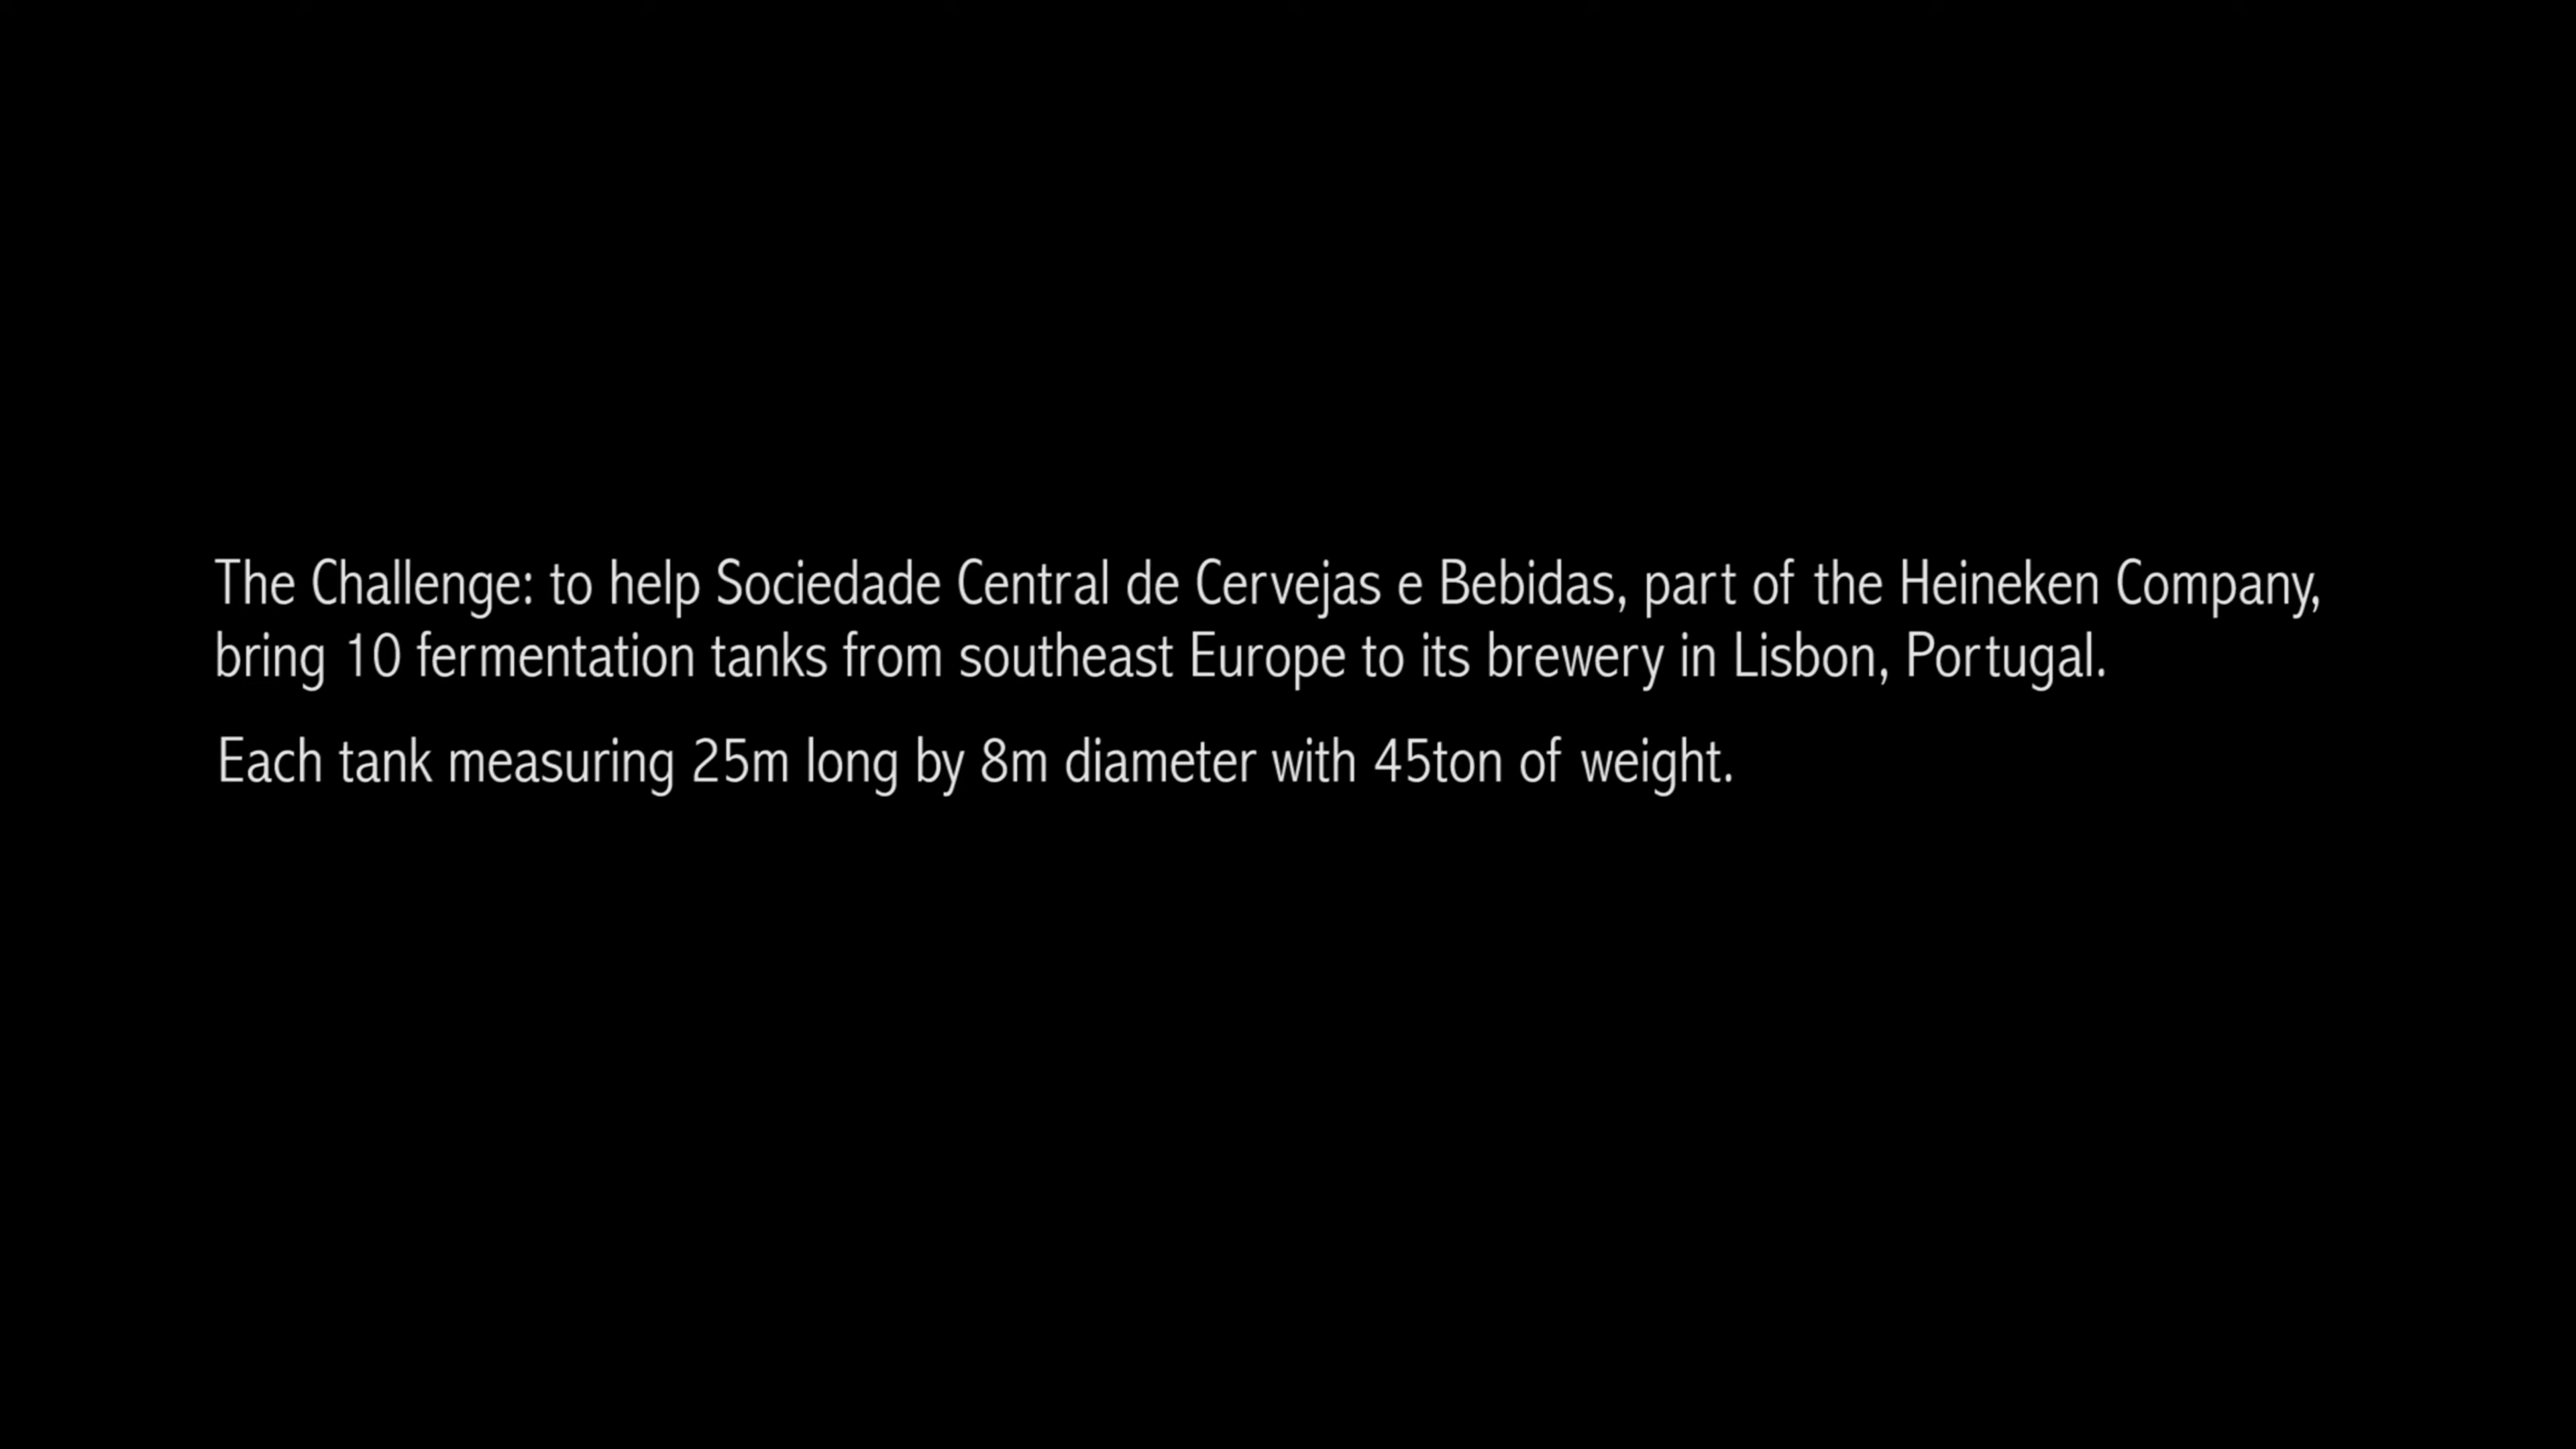 The Challenge: to help Sociedade Central de Cervejas e Bebidas, part of the Heineken Company,
bring 10 fermentation tanks from southeast Europe to its brewery in Lisbon, Portugal.
Each tank measuring 25m long by 8m diameter with 45ton of weight.